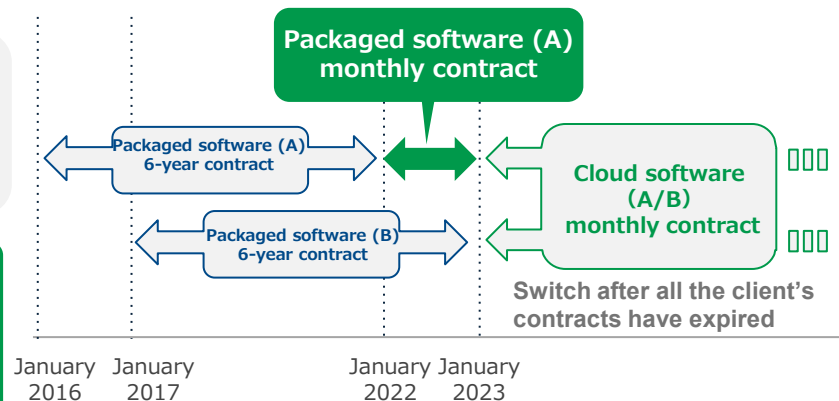 Packaged software (A)
monthly contract
Packaged software (A)
6-year contract
Packaged software (B)
6-year contract
Cloud software
(A/B)
monthly contract
Switch after all the client’s
contracts have expired
January
2016
January
2017
January
2022
January
2023